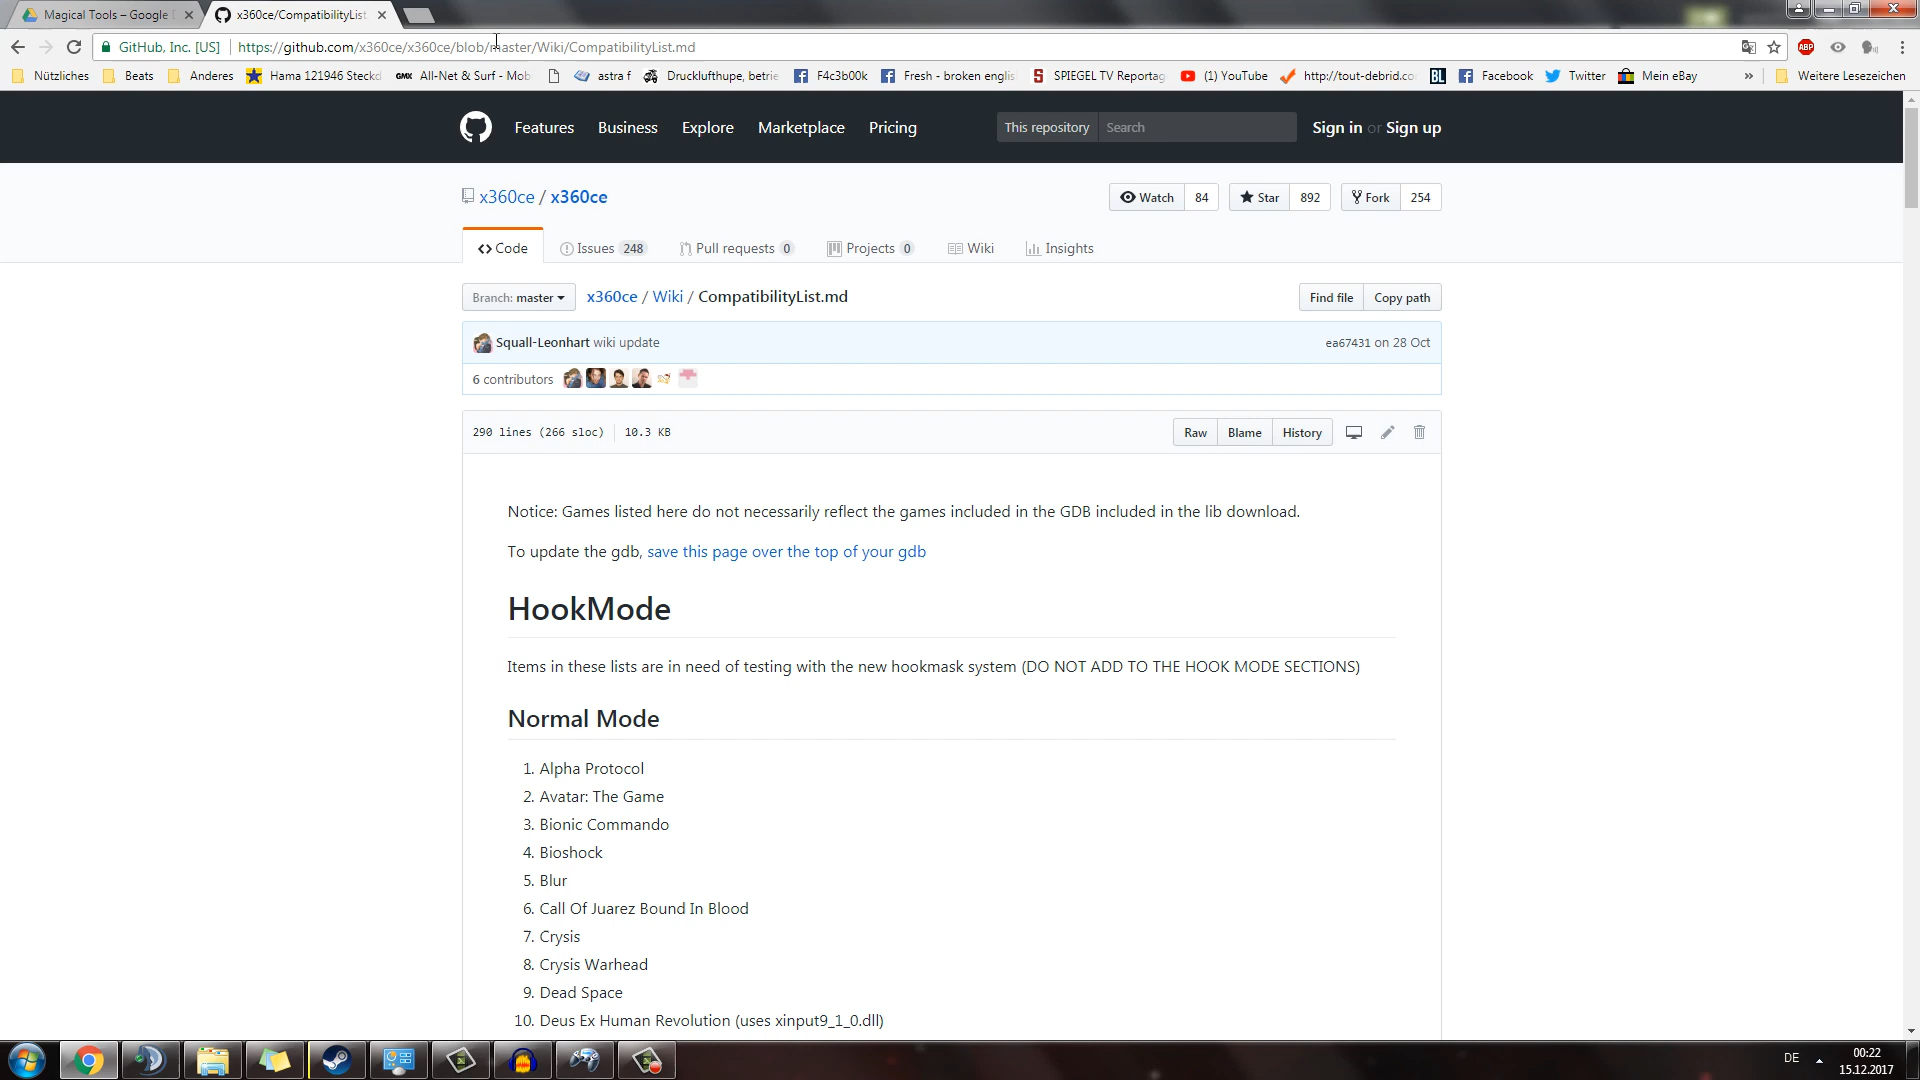 Magical Tools – Google
x360ce/CompatibilityList
GitHub, Inc. [US]
https://github.com/x360ce/x360ce/blob/master/Wiki/CompatibilityList.md
ABP
Nützliches
Beats
Anderes
Hama 121946 Steckd
GMX
All-Net & Surf - Mob
astra f
Drucklufthupe, betrie
F4c3b00k
Fresh - broken englis
SPIEGEL TV Reportag
(1) YouTube
http://tout-debrid.co
BL
Facebook
Twitter
Mein eBay
»
Weitere Lesezeichen
Features
Business
Explore
Marketplace
Pricing
This repository
Search
Sign in or Sign up
x360ce / x360ce
Watch 84
Star 892
Fork 254
Code
Issues 248
Pull requests 0
Projects 0
Wiki
Insights
Branch: master
x360ce / Wiki / CompatibilityList.md
Find file
Copy path
Squall-Leonhart wiki update
ea67431 on 28 Oct
6 contributors
290 lines (266 sloc)
10.3 KB
Raw
Blame
History
Notice: Games listed here do not necessarily reflect the games included in the GDB included in the lib download.
To update the gdb, save this page over the top of your gdb
HookMode
Items in these lists are in need of testing with the new hookmask system (DO NOT ADD TO THE HOOK MODE SECTIONS)
Normal Mode
1. Alpha Protocol
2. Avatar: The Game
3. Bionic Commando
4. Bioshock
5. Blur
6. Call Of Juarez Bound In Blood
7. Crysis
8. Crysis Warhead
9. Dead Space
10. Deus Ex Human Revolution (uses xinput9_1_0.dll)
DE
00:22
15.12.2017